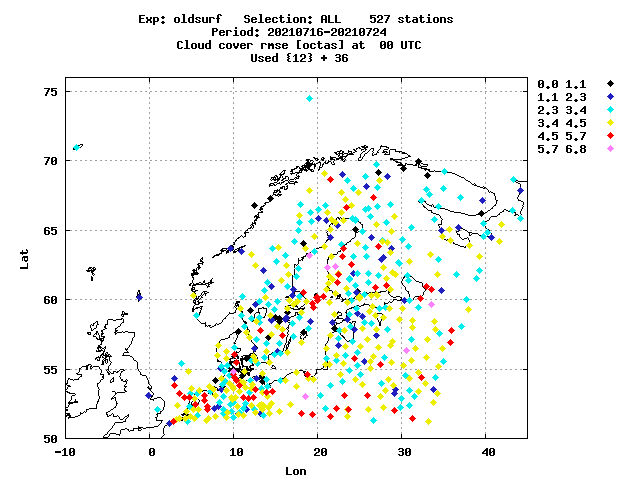 Exp: oldsurf   Selection: ALL    527 stations
Period: 20210716-20210724
Cloud cover rmse [octas] at  00 UTC
Used {12} + 36
0.0 1.1
1.1 2.3
2.3 3.4
3.4 4.5
4.5 5.7
5.7 6.8
75
70
65
60
55
50
Lat
-10 0 10 20 30 40
Lon